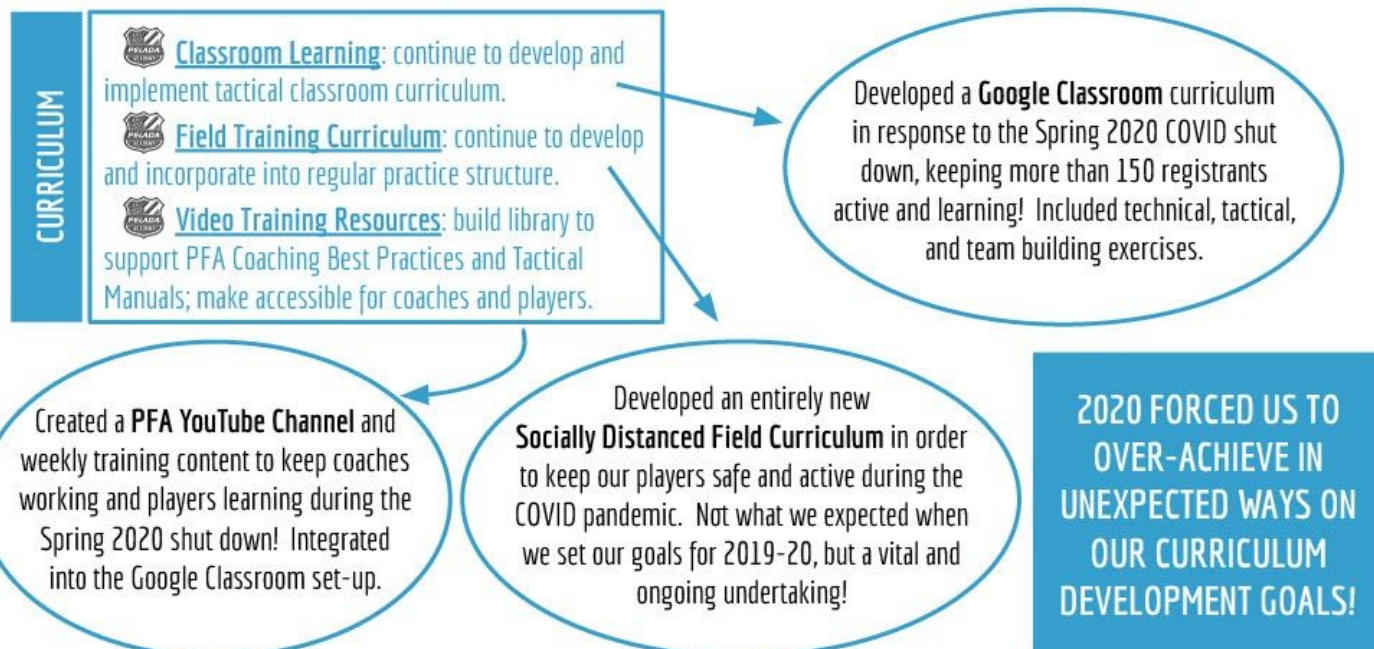 CURRICULUM
Classroom Learning: continue to develop and
implement tactical classroom curriculum.
Field Training Curriculum: continue to develop
and incorporate into regular practice structure.
Video Training Resources: build library to
support PFA Coaching Best Practices and Tactical
Manuals; make accessible for coaches and players.
Developed a Google Classroom curriculum
in response to the Spring 2020 COVID shut
down, keeping more than 150 registrants
active and learning! Included technical, tactical,
and team building exercises.
Created a PFA YouTube Channel and
weekly training content to keep coaches
working and players learning during the
Spring 2020 shut down! Integrated
into the Google Classroom set-up.
Developed an entirely new
Socially Distanced Field Curriculum in order
to keep our players safe and active during the
COVID pandemic. Not what we expected when
we set our goals for 2019-20, but a vital and
ongoing undertaking!
2020 FORCED US TO
OVER-ACHIEVE IN
UNEXPECTED WAYS ON
OUR CURRICULUM
DEVELOPMENT GOALS!